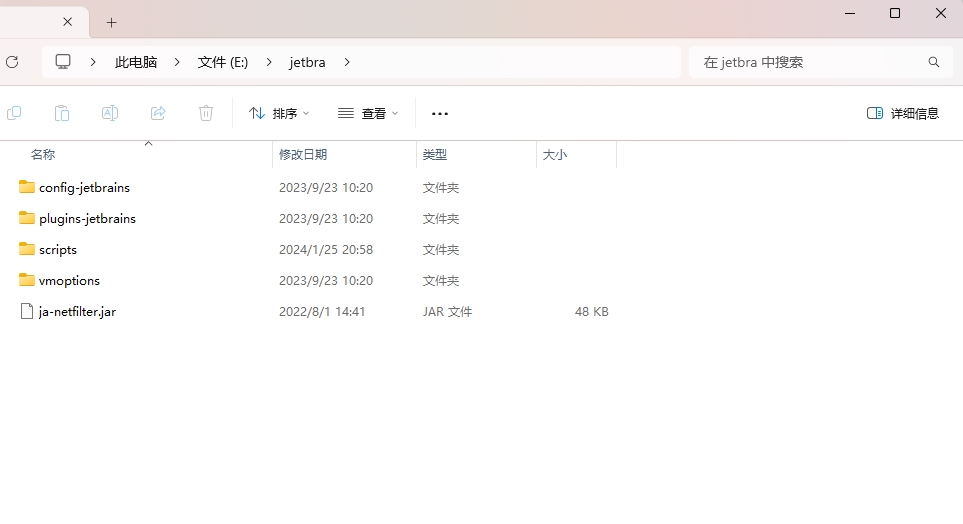 此电脑 文件 (E:) jetbra 在 jetbra 中搜索
排序 查看 详细信息
名称 修改日期 类型 大小
config-jetbrains 2023/9/23 10:20 文件夹
plugins-jetbrains 2023/9/23 10:20 文件夹
scripts 2024/1/25 20:58 文件夹
vmoptions 2023/9/23 10:20 文件夹
ja-netfilter.jar 2022/8/1 14:41 JAR 文件 48 KB